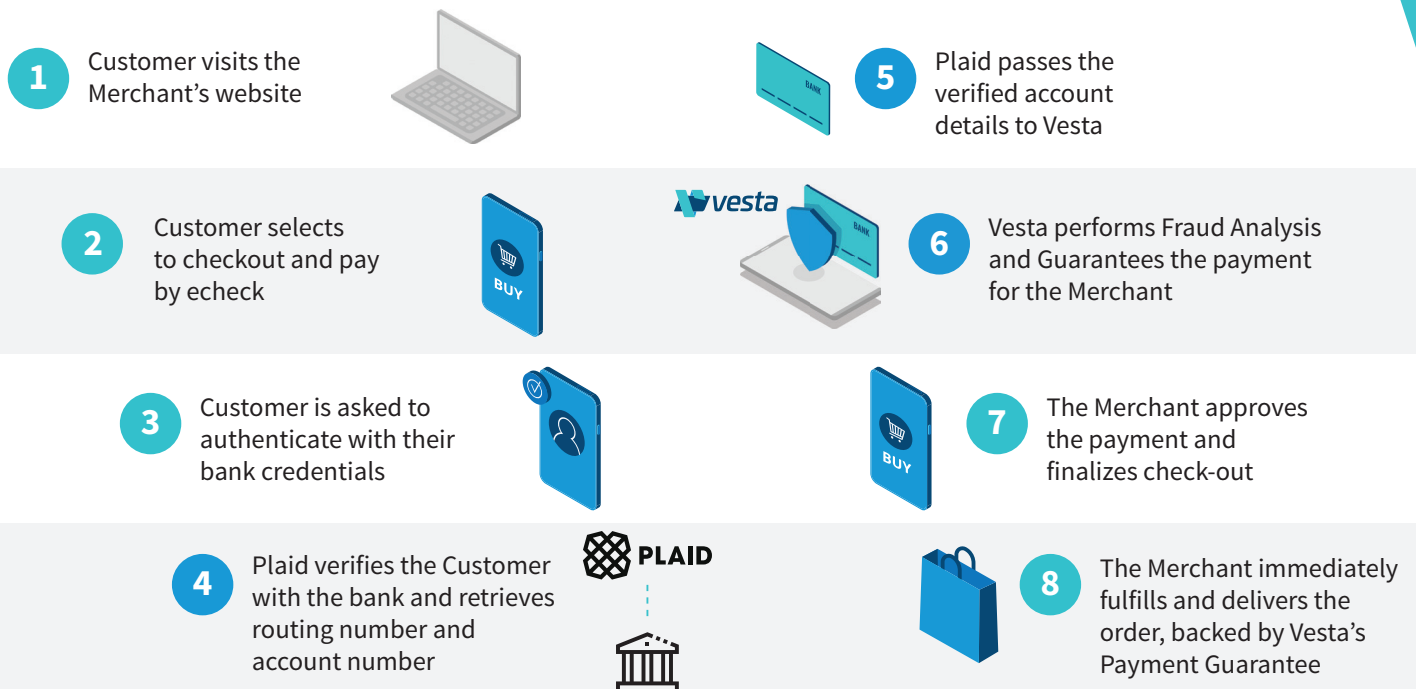 1
Customer visits the
Merchant's website
2
Customer selects
to checkout and pay
by echeck
BUY
3
Customer is asked to
authenticate with their
bank credentials
4
Plaid verifies the Customer
with the bank and retrieves
routing number and
account number
PLAID
BANK
5
Plaid passes the
verified account
details to Vesta
vesta
BANK
6
Vesta performs Fraud Analysis
and Guarantees the payment
for the Merchant
BUY
7
The Merchant approves
the payment and
finalizes check-out
8
The Merchant immediately
fulfills and delivers the
order, backed by Vesta's
Payment Guarantee